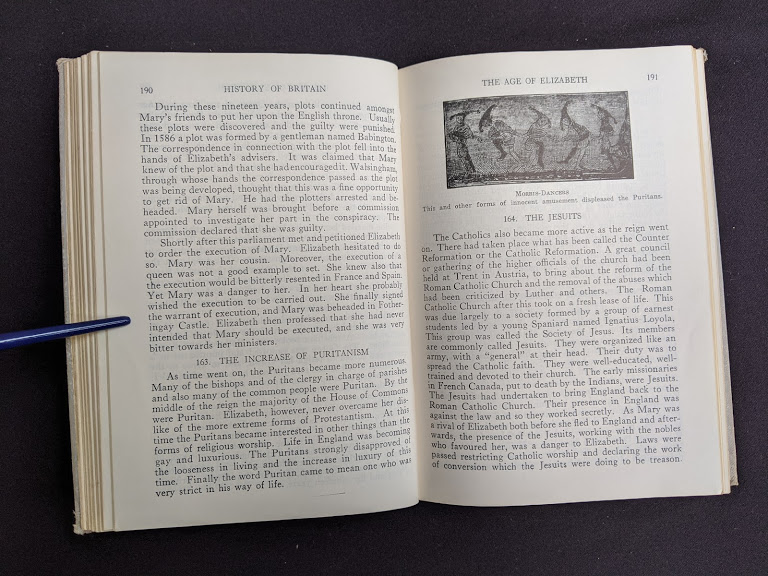 190 HISTORY OF BRITAIN
During these nineteen years, plots continued amongst
Mary's friends to put her upon the English throne. Usually
these plots were discovered and the guilty were punished.
In 1586 a plot was formed by a gentleman named Babington.
The correspondence in connection with the plot fell into the
hands of Elizabeth's advisers. It was claimed that Mary
knew of the plot and that she had encouraged it. Walsingham,
through whose hands the correspondence passed as the plot
was being developed, thought that this was a fine opportunity
to get rid of Mary. He had the plotters arrested and be-
headed. Mary herself was brought before a commission
appointed to investigate her part in the conspiracy. The
commission declared that she was guilty.
Shortly after this parliament met and petitioned Elizabeth
to order the execution of Mary. Elizabeth hesitated to do
so. Mary was her cousin. Moreover, the execution of a
queen was not a good example to set. She knew also that
the execution would be bitterly resented in France and Spain.
Yet Mary was a danger to her. In her heart she probably
wished the execution to be carried out. She finally signed
the warrant of execution, and Mary was beheaded in Father-
ingay Castle. Elizabeth then professed that she had never
intended that Mary should be executed, and she was very
bitter towards her ministers.
163. THE INCREASE OF PURITANISM
As time went on, the Puritans became more numerous.
Many of the bishops and of the clergy in charge of parishes
and also many of the common people were Puritan. By the
middle of the reign the majority of the House of Commons
were Puritan. Elizabeth, however, never overcame her dis-
like of the more extreme forms of Protestantism. At this
time the Puritans became interested in other things than the
forms of religious worship. Life in England was becoming
gay and luxurious. The Puritans strongly disapproved of
the looseness in living and the increase in luxury of this
time. Finally the word Puritan came to mean one who was
very strict in his way of life.
THE AGE OF ELIZABETH 191
MORRIS-DANCERS
This and other forms of innocent amusement displeased the Puritans.
164. THE JESUITS
The Catholics also became more active as the reign went
on. There had taken place what has been called the Counter
Reformation or the Catholic Reformation. A great council
or gathering of the higher officials of the church had been
held at Trent in Austria, to bring about the reform of the
Roman Catholic Church and the removal of the abuses which
had been criticized by Luther and others. The Roman
Catholic Church after this took on a fresh lease of life. This
was due largely to a society formed by a group of earnest
students led by a young Spaniard named Ignatius Loyola,
This group was called the Society of Jesus. Its members
are commonly called Jesuits. They were organized like an
army, with a "general" at their head. Their duty was to
spread the Catholic faith. They were well-educated, well-
trained and devoted to their church. The early missionaries
in French Canada, put to death by the Indians, were Jesuits.
The Jesuits had undertaken to bring England back to the
Roman Catholic Church. Their presence in England was
against the law and so they worked secretly. As Mary was
a rival of Elizabeth both before she fled to England and after-
wards, the presence of the Jesuits, working with the nobles
who favoured her, was a danger to Elizabeth. Laws were
passed restricting Catholic worship and declaring the work
of conversion which the Jesuits were doing to be treason.